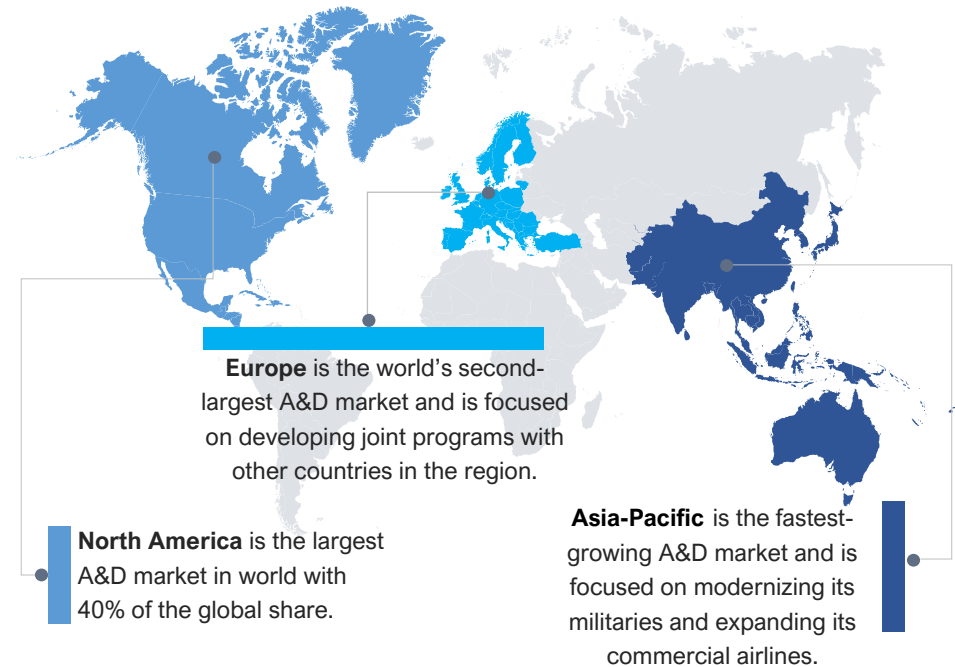 Europe is the world’s second-
largest A&D market and is focused
on developing joint programs with
other countries in the region.
North America is the largest
A&D market in world with
40% of the global share.
Asia-Pacific is the fastest-
growing A&D market and is
focused on modernizing its
militaries and expanding its
commercial airlines.